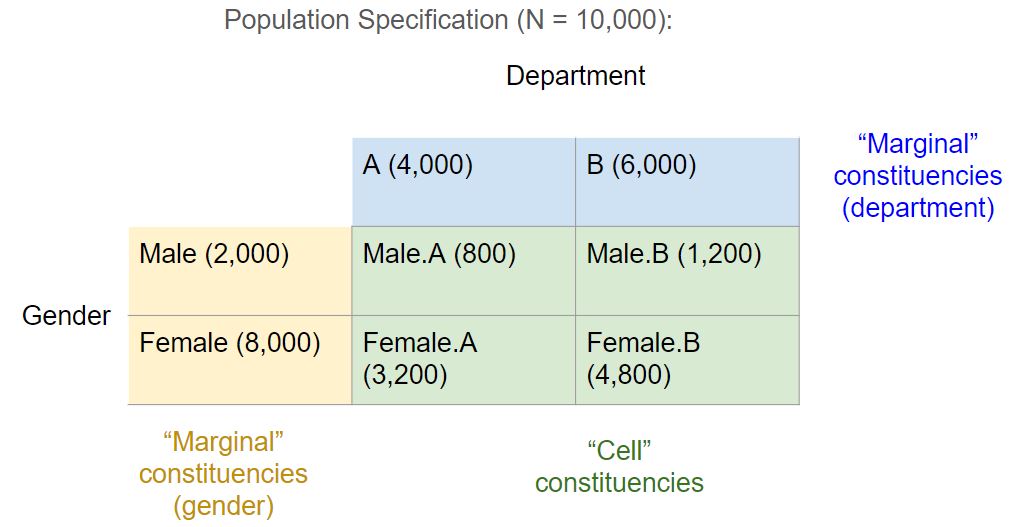 Population Specification (N = 10,000):
Department
“Marginal”
constituencies
(department)
A (4,000)
B (6,000)
Male (2,000)
Male.A (800)
Male.B (1,200)
Gender
Female (8,000)
Female.A
(3,200)
Female.B
(4,800)
“Marginal”
constituencies
(gender)
“Cell”
constituencies